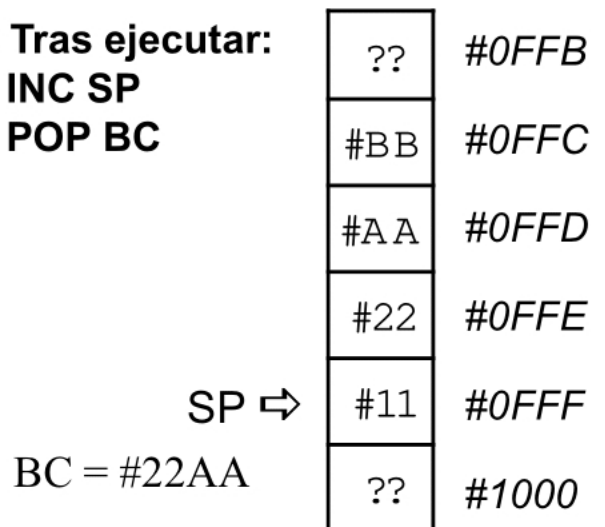 Tras ejecutar:
INC SP
POP BC
?? #0FFB
#BB #0FFC
#AA #0FFD
#22 #0FFE
SP ⇨ #11 #0FFF
BC = #22AA
?? #1000